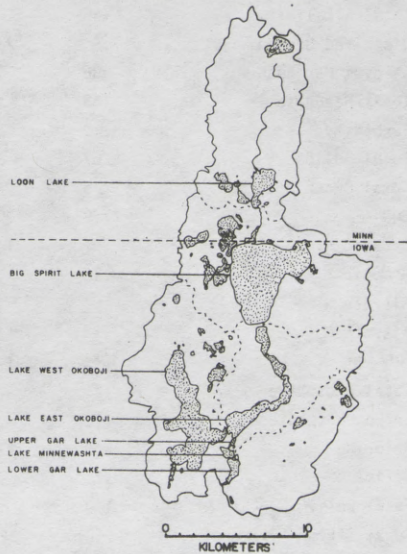 LOON LAKE
MINN
IOWA
BIG SPIRIT LAKE
LAKE WEST OKOBOJI
LAKE EAST OKOBOJI
UPPER GAR LAKE
LAKE MINNEWASHTA
LOWER GAR LAKE
0 10
KILOMETERS